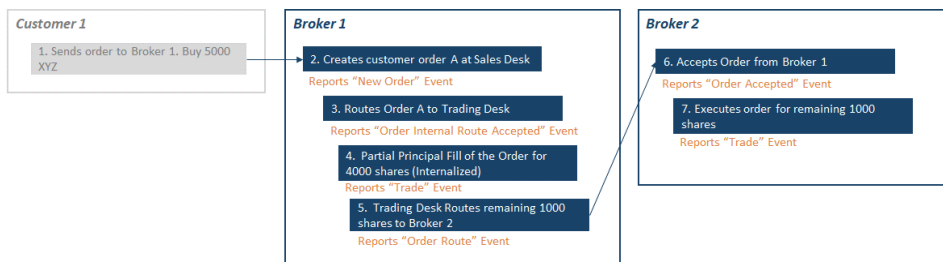 Customer 1
1. Sends order to Broker 1. Buy 5000
XYZ
Broker 1
2. Creates customer order A at Sales Desk
Reports “New Order” Event
3. Routes Order A to Trading Desk
Reports “Order Internal Route Accepted” Event
4. Partial Principal Fill of the Order for
4000 shares (Internalized)
Reports “Trade” Event
5. Trading Desk Routes remaining 1000
shares to Broker 2
Reports “Order Route” Event
Broker 2
6. Accepts Order from Broker 1
Reports “Order Accepted” Event
7. Executes order for remaining 1000
shares
Reports “Trade” Event